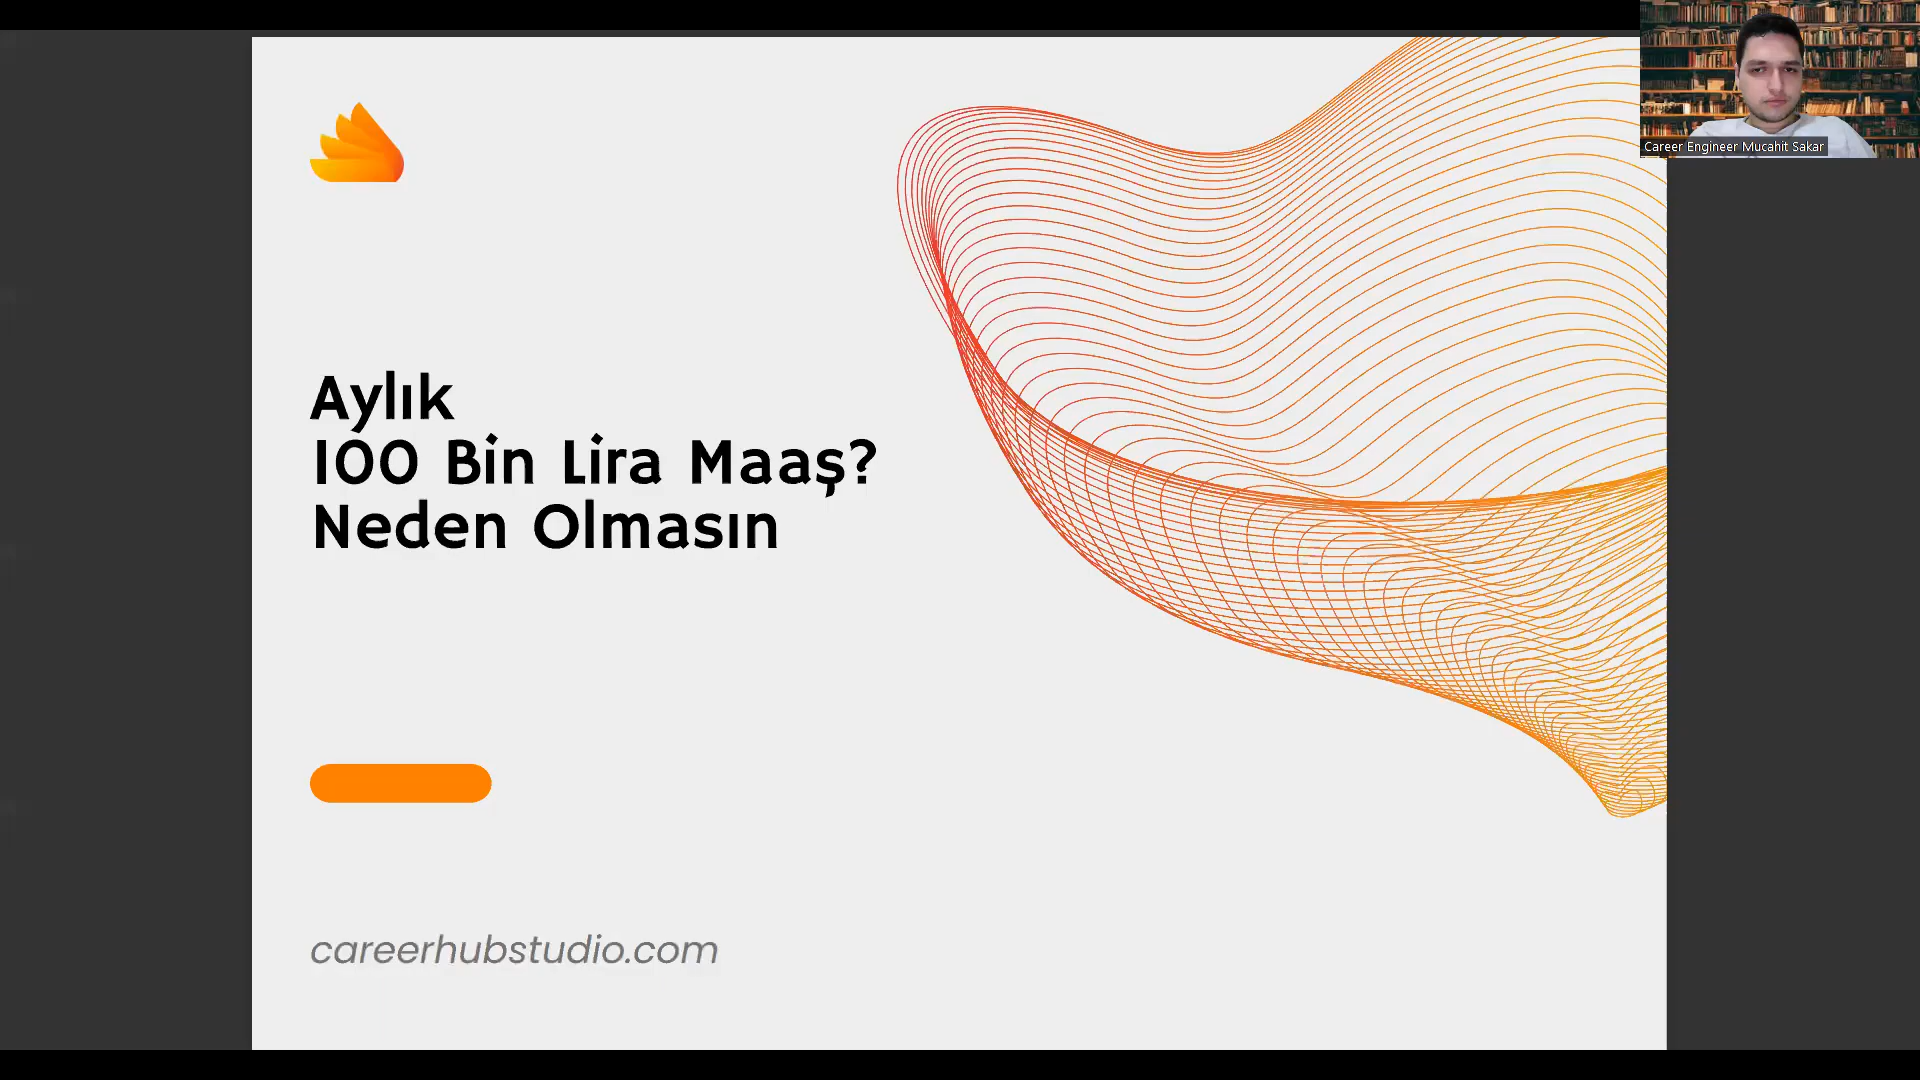 Aylık
100 Bin Lira Maaş?
Neden Olmasın
careerhubstudio.com
Career Engineer Mucahit Sakar